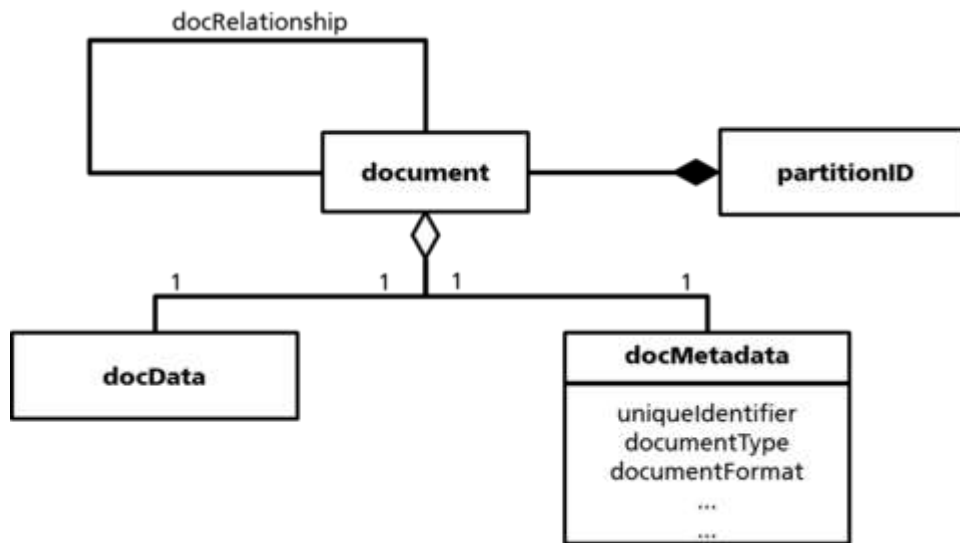 docRelationship
document
partitionID
1 1 1 1
docData
docMetadata
uniqueIdentifier
documentType
documentFormat
...
...